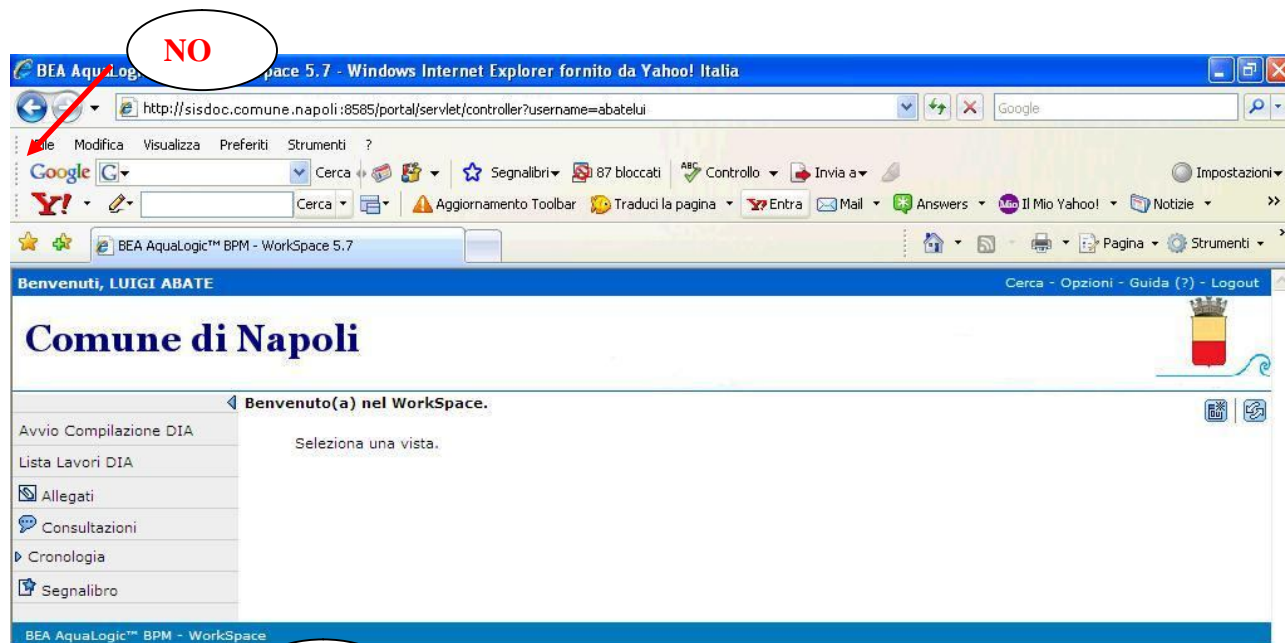 NO
BEA AquaLog pace 5.7 - Windows Internet Explorer fornito da Yahoo! Italia
http://sisdoc.comune.napoli:8585/portal/servlet/controller?username=abatelui Google
File Modifica Visualizza Preferiti Strumenti ?
Google G Cerca Segnalibri 87 bloccati ABC Controllo Invia a Impostazioni
Y! Cerca Aggiornamento Toolbar Traduci la pagina Y? Entra Mail Answers Mio Il Mio Yahoo! Notizie >>
BEA AquaLogic™ BPM - WorkSpace 5.7 Pagina Strumenti
Benvenuti, LUIGI ABATE Cerca - Opzioni - Guida (?) - Logout
Comune di Napoli
Benvenuto(a) nel WorkSpace.
Avvio Compilazione DIA
Seleziona una vista.
Lista Lavori DIA
Allegati
Consultazioni
Cronologia
Segnalibro
BEA AquaLogic™ BPM - WorkSpace